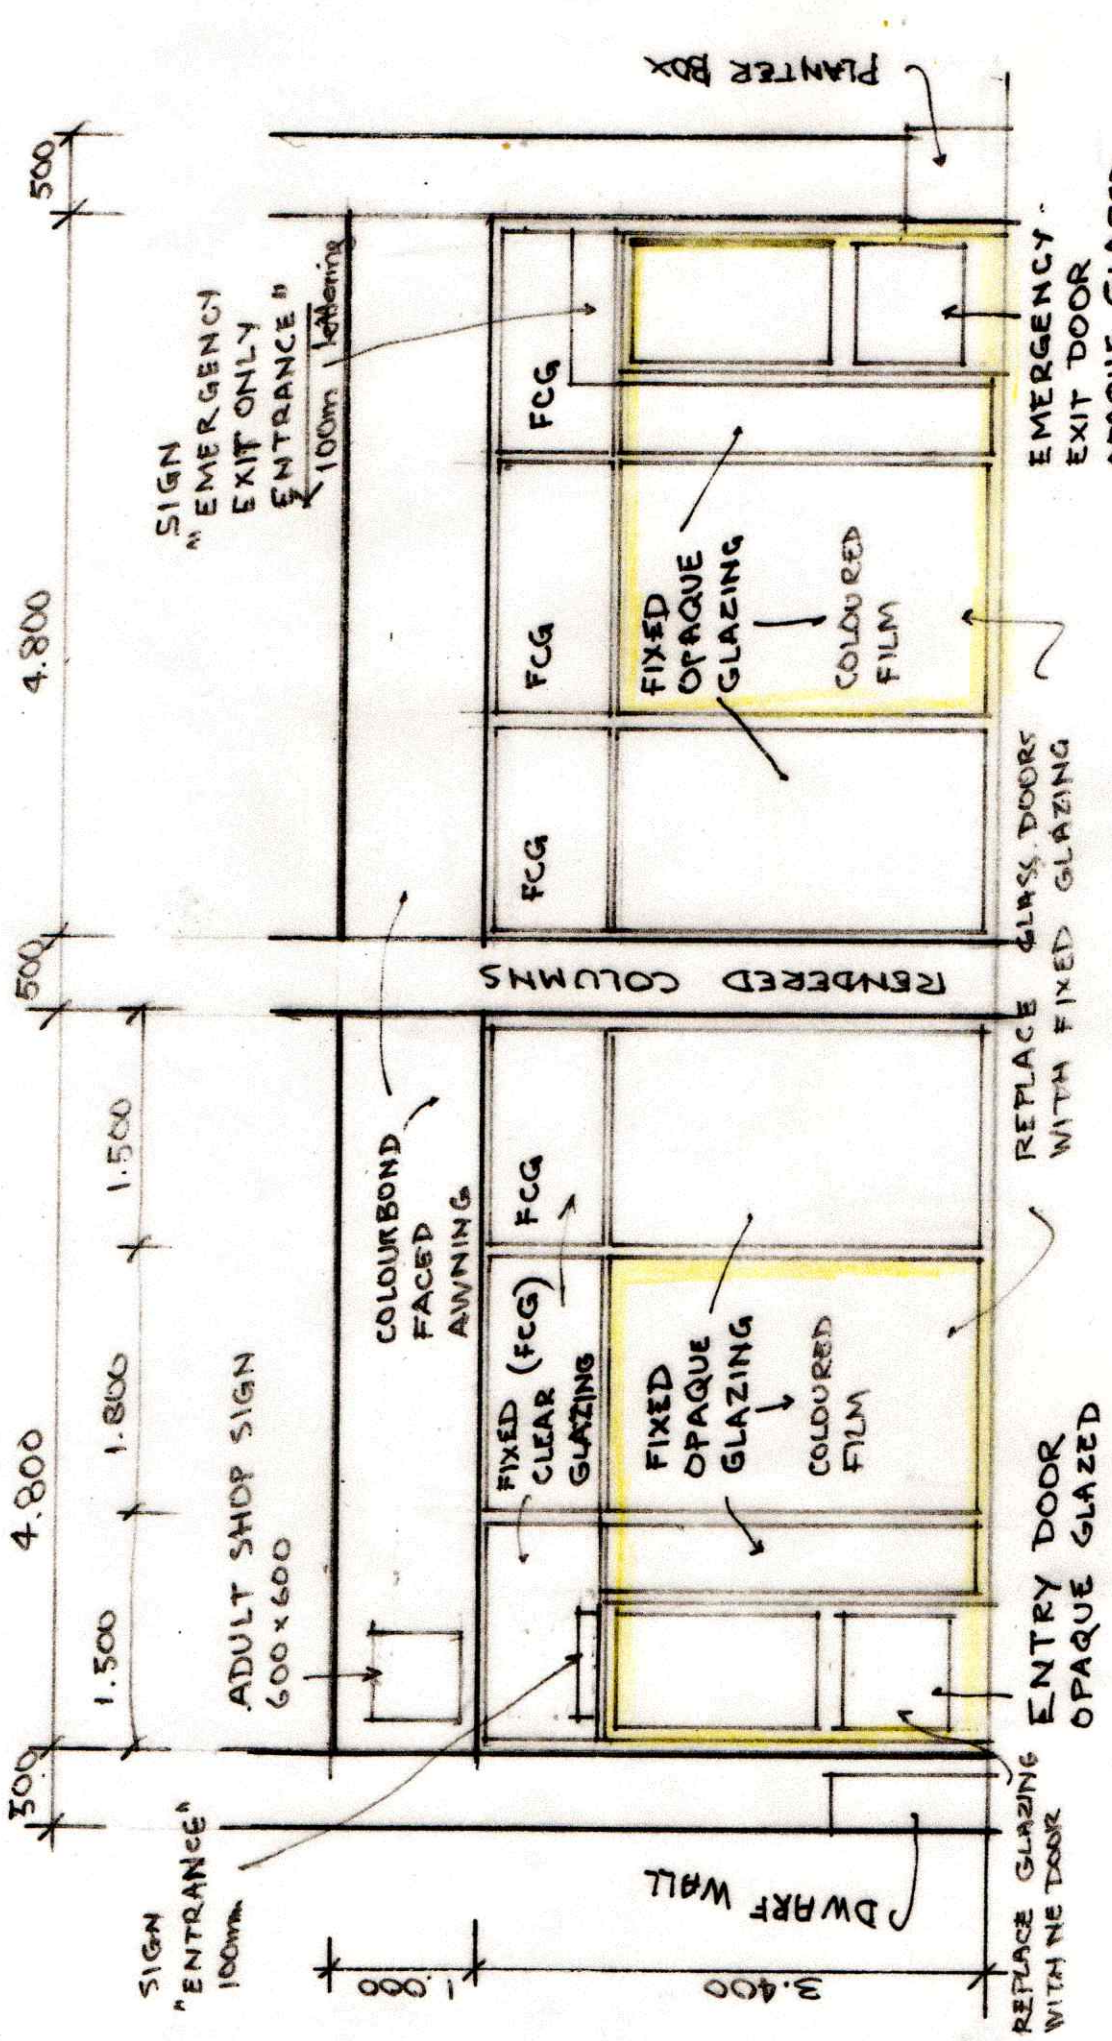 500
4.800
500
4.800
500
1.500
1.800
1.500
SIGN
"ENTRANCE"
100mm
ADULT SHOP SIGN
600 x 600
SIGN
"EMERGENCY
EXIT ONLY
ENTRANCE"
100mm lettering
COLOURBOND
FACED
AWNING
1.000
3.400
FIXED
CLEAR (FCG)
GLAZING
FCG
FCG
FCG
FCG
FIXED
OPAQUE
GLAZING
COLOURED
FILM
FIXED
OPAQUE
GLAZING
COLOURED
FILM
RENDERED COLUMNS
DWARF WALL
PLANTER BOX
REPLACE GLAZING
WITH NE DOOR
ENTRY DOOR
OPAQUE GLAZED
REPLACE GLASS DOORS
WITH FIXED GLAZING
EMERGENCY
EXIT DOOR
OPAQUE GLAZED